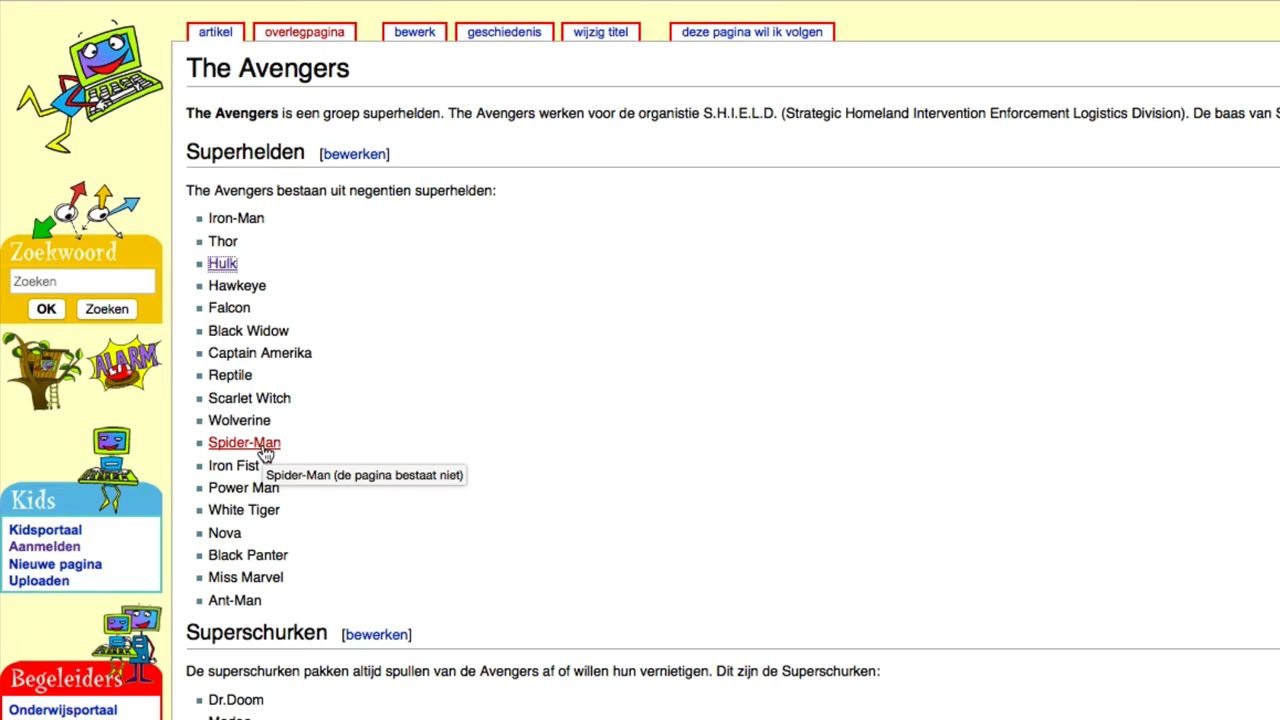 artikel overlegpagina bewerk geschiedenis wijzig titel deze pagina wil ik volgen
The Avengers
The Avengers is een groep superhelden. The Avengers werken voor de organistie S.H.I.E.L.D. (Strategic Homeland Intervention Enforcement Logistics Division). De baas van S
Superhelden [bewerken]
The Avengers bestaan uit negentien superhelden:
Iron-Man
Thor
Hulk
Hawkeye
Falcon
Black Widow
Captain Amerika
Reptile
Scarlet Witch
Wolverine
Spider-Man
Iron Fist
Spider-Man (de pagina bestaat niet)
Power Man
White Tiger
Nova
Black Panter
Miss Marvel
Ant-Man
Superschurken [bewerken]
De superschurken pakken altijd spullen van de Avengers af of willen hun vernietigen. Dit zijn de Superschurken:
Dr.Doom
Zoekwoord
Zoeken
OK Zoeken
ALARM
Kids
Kidsportaal
Aanmelden
Nieuwe pagina
Uploaden
Begeleiders
Onderwijsportaal